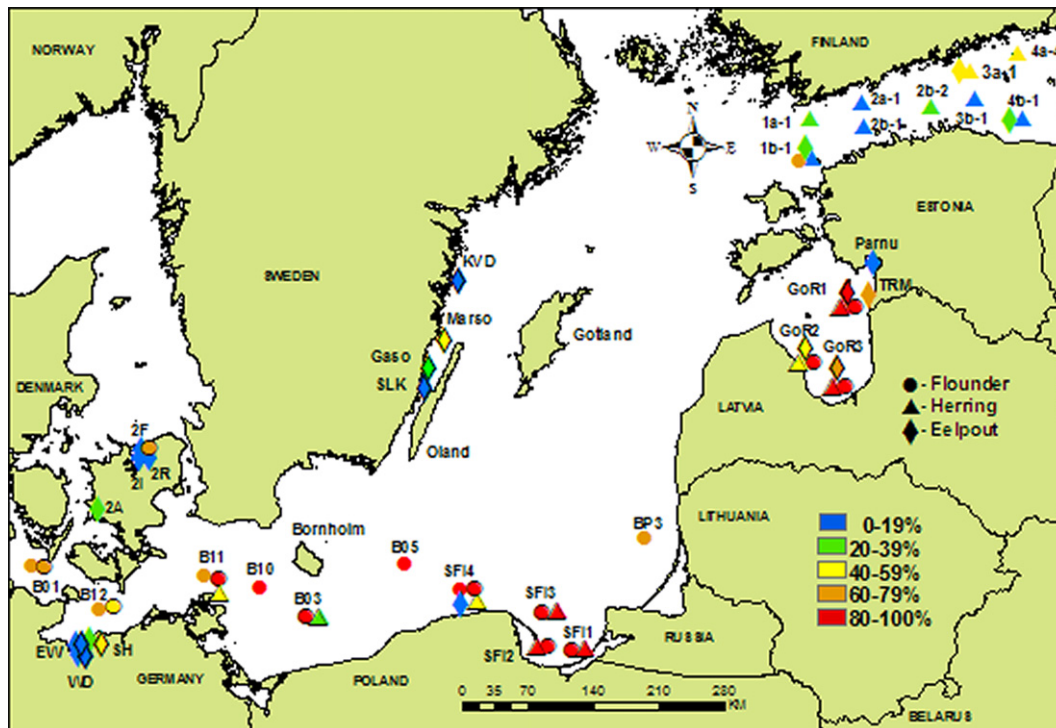 NORWAY
FINLAND
4a-
3a-1
2a-1
2b-2
1a-1
2b-1
3b-1
4b-1
1b-1
N
W
E
S
ESTONIA
Parnu
TRM
GoR1
GoR2
GoR3
SWEDEN
KVD
Marso
Gotland
Gaso
SLK
Oland
DENMARK
2F
2R
2I
2A
LATVIA
- Flounder
- Herring
- Eelpout
LITHUANIA
0-19%
20-39%
40-59%
60-79%
80-100%
BP3
Bornholm
B05
B11
B10
B01
B12
B03
SFI4
SFI3
SFI1
SFI2
RUSSIA
EW
SH
WD
GERMANY
POLAND
0 35 70 140 210 280
KM
BELARUS